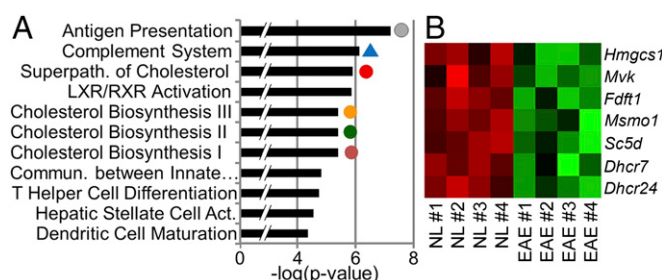 A
Antigen Presentation
Complement System
Superpath. of Cholesterol
LXR/RXR Activation
Cholesterol Biosynthesis III
Cholesterol Biosynthesis II
Cholesterol Biosynthesis I
Commun. between Innate...
T Helper Cell Differentiation
Hepatic Stellate Cell Act.
Dendritic Cell Maturation
0 4 6 8
-log(p-value)
B
Hmgcs1
Mvk
Fdft1
Msmo1
Sc5d
Dhcr7
Dhcr24
NL #1
NL #2
NL #3
NL #4
EAE #1
EAE #2
EAE #3
EAE #4